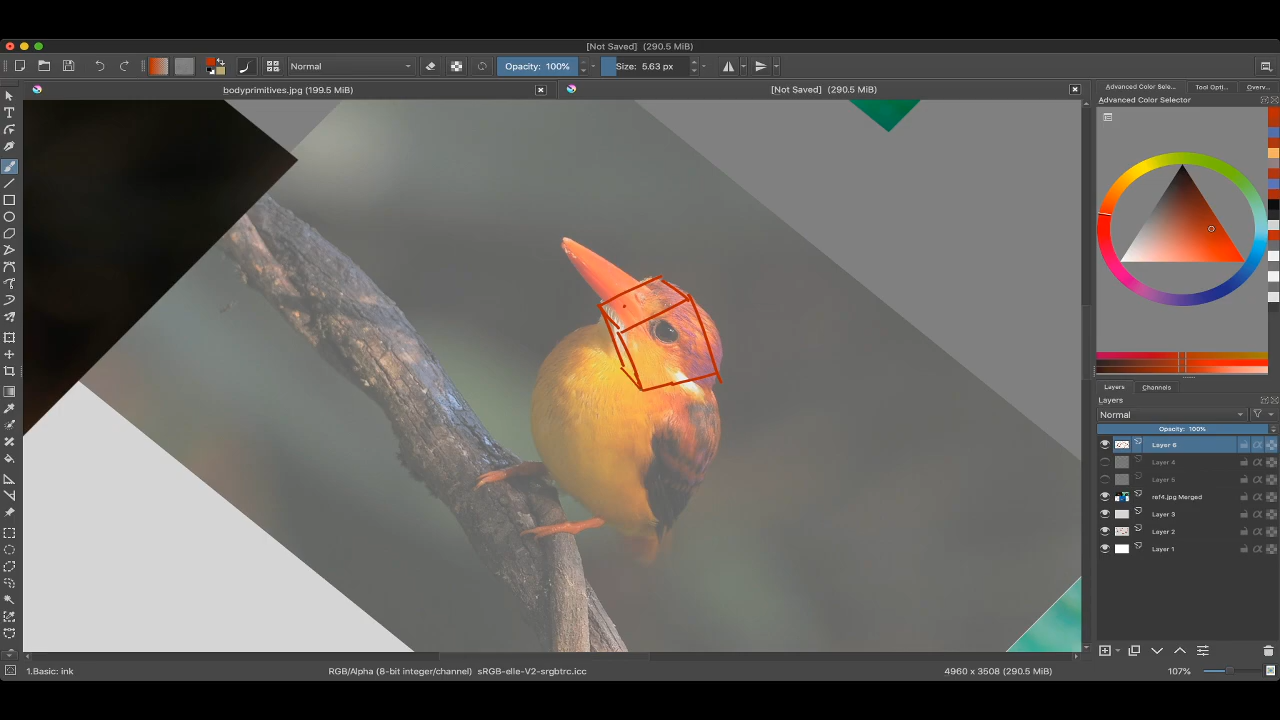 [Not Saved] (290.5 MiB)
Normal
Opacity: 100%
Size: 5.63 px
bodyprimitives.jpg (199.5 MiB)
[Not Saved] (290.5 MiB)
Advanced Color Sele...
Tool Opti...
Overv...
Advanced Color Selector
Layers
Channels
Layers
Normal
Opacity: 100%
Layer 6
Layer 4
Layer 5
ref4.jpg Merged
Layer 3
Layer 2
Layer 1
1.Basic: ink
RGB/Alpha (8-bit integer/channel) sRGB-elle-V2-srgbtrc.icc
4960 x 3508 (290.5 MiB)
107%